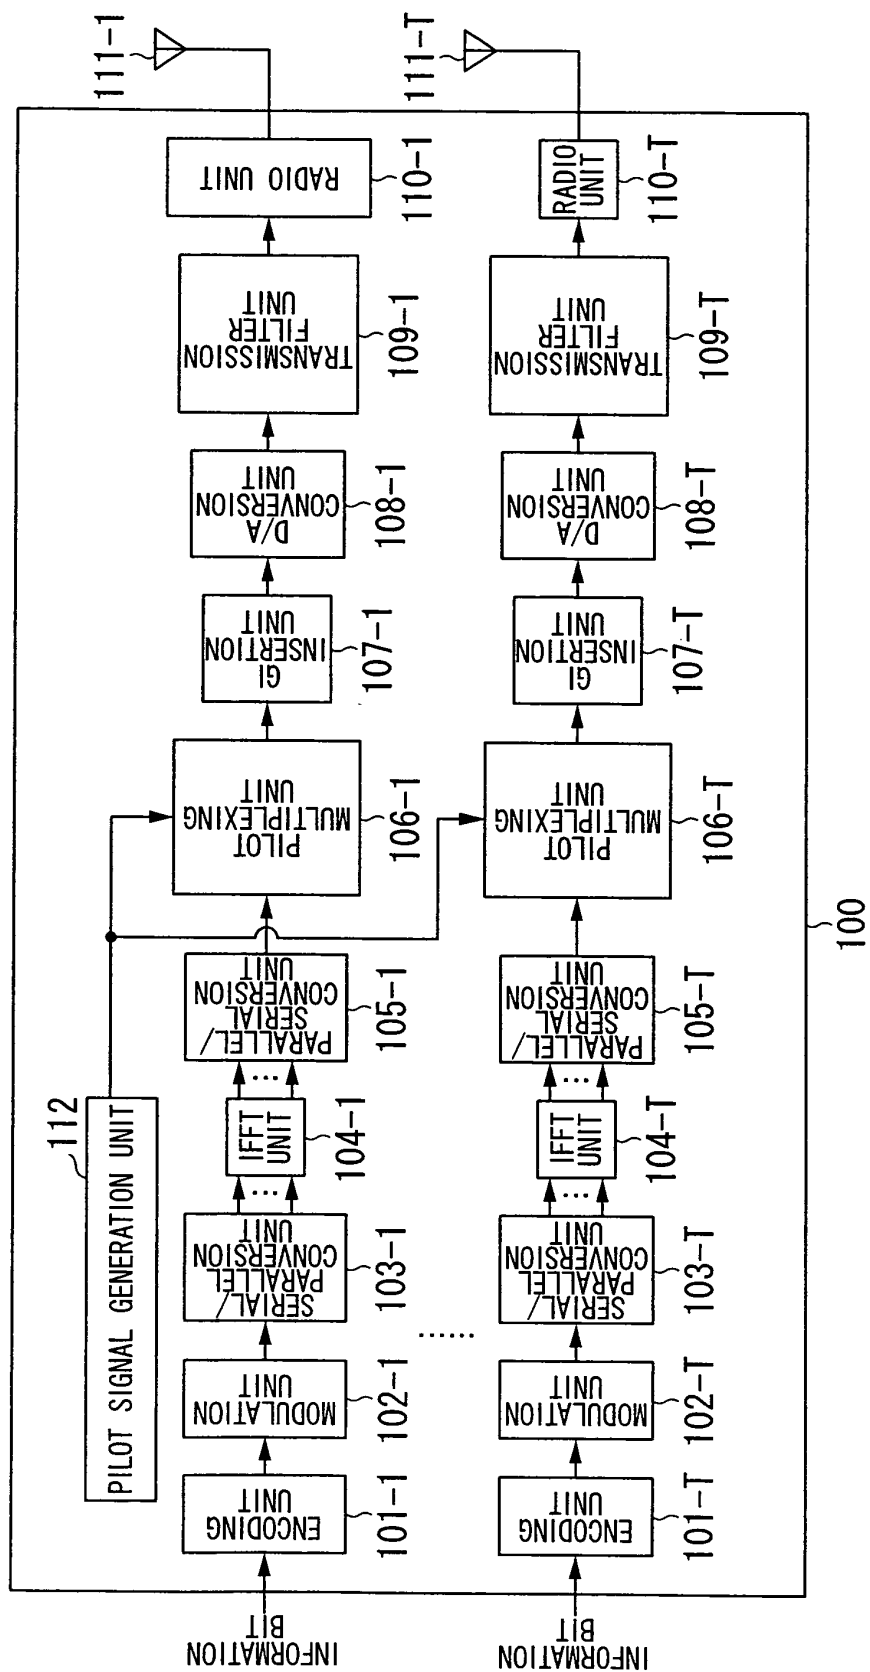 112
PILOT SIGNAL GENERATION UNIT
INFORMATION
BIT
ENCODING
UNIT
101-1
MODULATION
UNIT
102-1
SERIAL/
PARALLEL
CONVERSION
UNIT
103-1
IFFT
UNIT
104-1
PARALLEL/
SERIAL
CONVERSION
UNIT
105-1
PILOT
MULTIPLEXING
UNIT
106-1
GI
INSERTION
UNIT
107-1
D/A
CONVERSION
UNIT
108-1
TRANSMISSION
FILTER
UNIT
109-1
RADIO UNIT
110-1
111-1
INFORMATION
BIT
ENCODING
UNIT
101-T
MODULATION
UNIT
102-T
SERIAL/
PARALLEL
CONVERSION
UNIT
103-T
IFFT
UNIT
104-T
PARALLEL/
SERIAL
CONVERSION
UNIT
105-T
PILOT
MULTIPLEXING
UNIT
106-T
GI
INSERTION
UNIT
107-T
D/A
CONVERSION
UNIT
108-T
TRANSMISSION
FILTER
UNIT
109-T
RADIO
UNIT
110-T
111-T
100